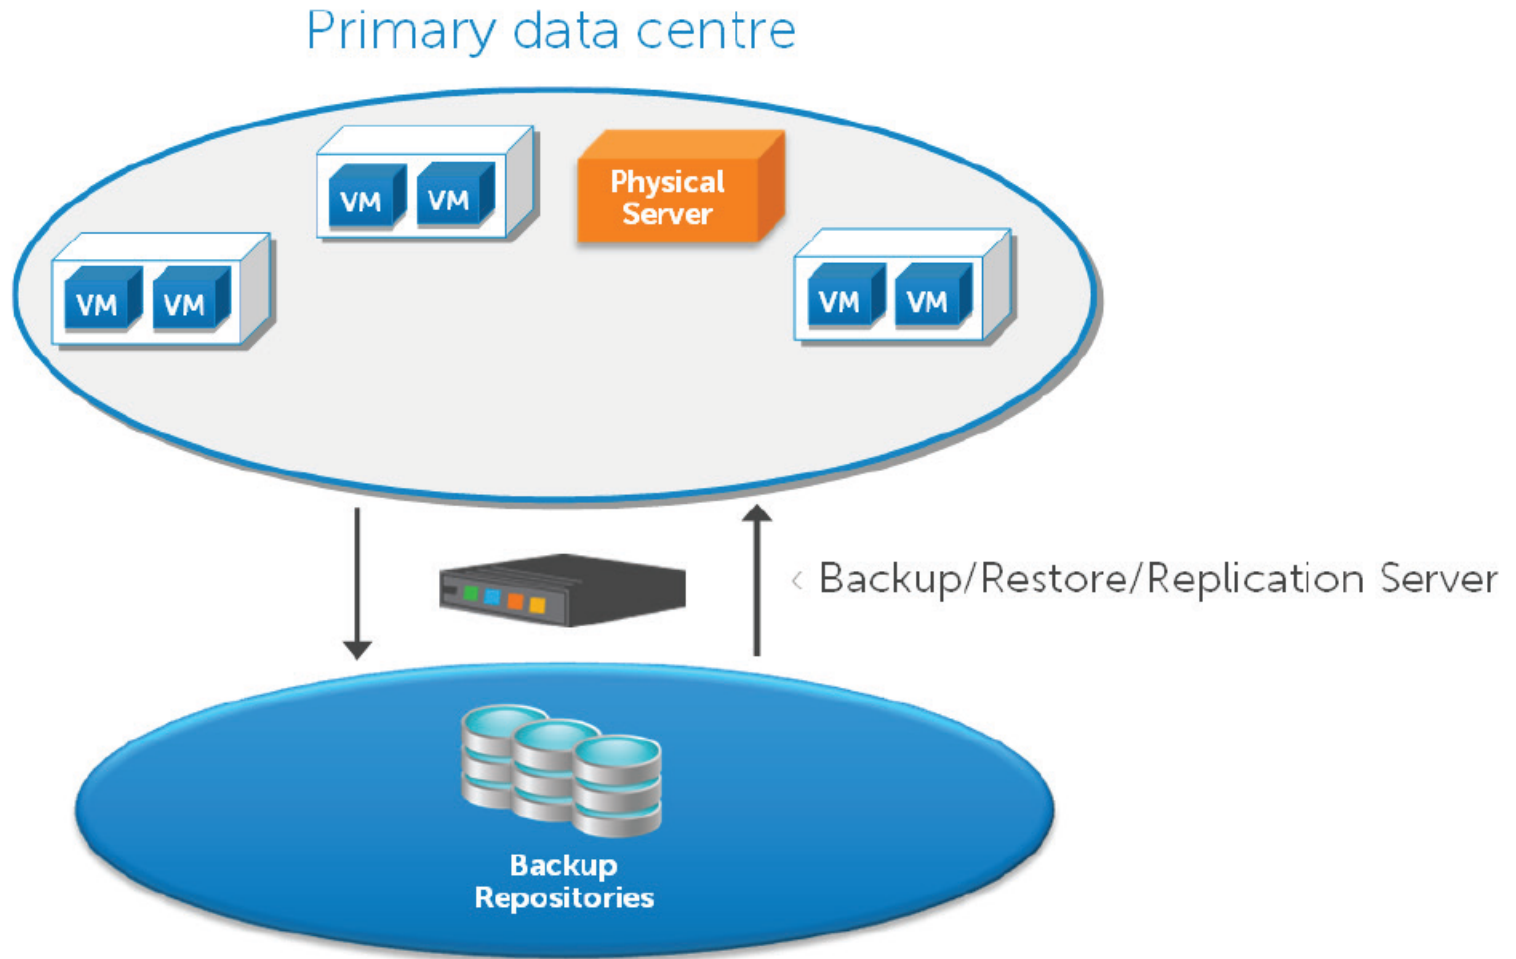 Primary data centre
VM VM
Physical
Server
VM VM
VM VM
< Backup/Restore/Replication Server
Backup
Repositories